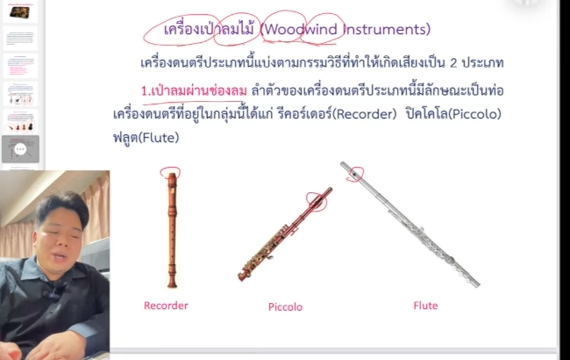 เครื่องเป่าลมไม้ (Woodwind Instruments)
เครื่องดนตรีประเภทนี้แบ่งตามกรรมวิธีที่ทำให้เกิดเสียงเป็น 2 ประเภท
1.เป่าลมผ่านช่องลม ลำตัวของเครื่องดนตรีประเภทนี้มีลักษณะเป็นท่อ
เครื่องดนตรีที่อยู่ในกลุ่มนี้ได้แก่ รีคอร์เดอร์(Recorder) ปิคโคโล(Piccolo)
ฟลูต(Flute)
Recorder
Piccolo
Flute